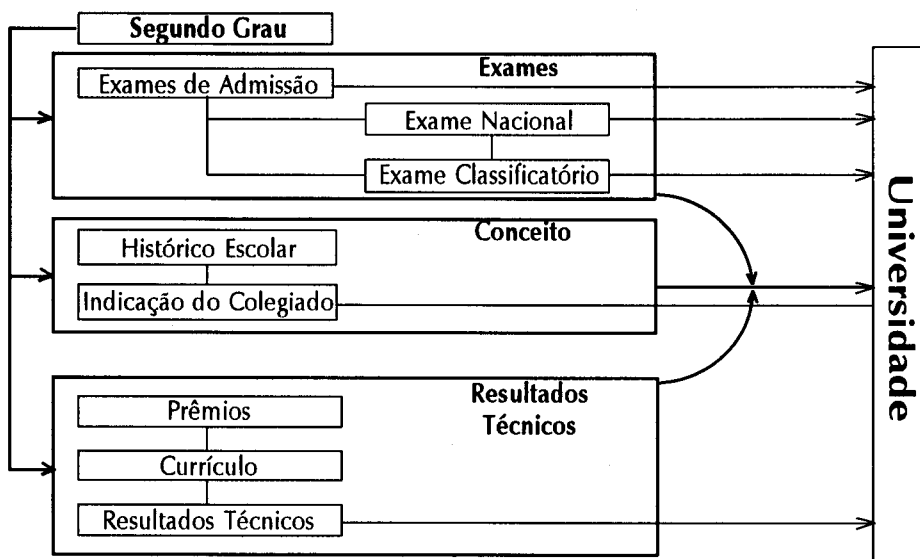 Segundo Grau
Exames
Exames de Admissão
Exame Nacional
Exame Classificatório
Conceito
Histórico Escolar
Indicação do Colegiado
Resultados
Técnicos
Prêmios
Currículo
Resultados Técnicos
Universidade